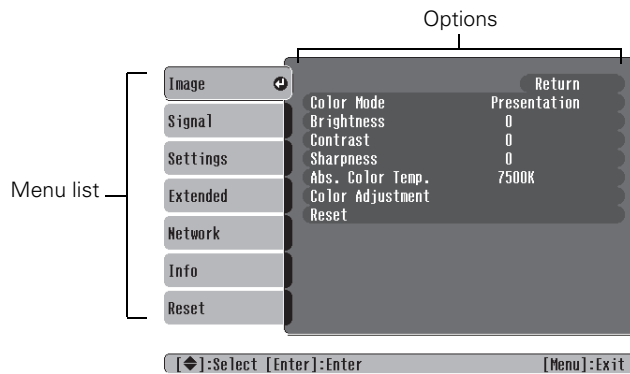 Options
Menu list
Image
Signal
Settings
Extended
Network
Info
Reset
Return
Color Mode Presentation
Brightness 0
Contrast 0
Sharpness 0
Abs. Color Temp. 7500K
Color Adjustment
Reset
[◆]:Select [Enter]:Enter [Menu]:Exit